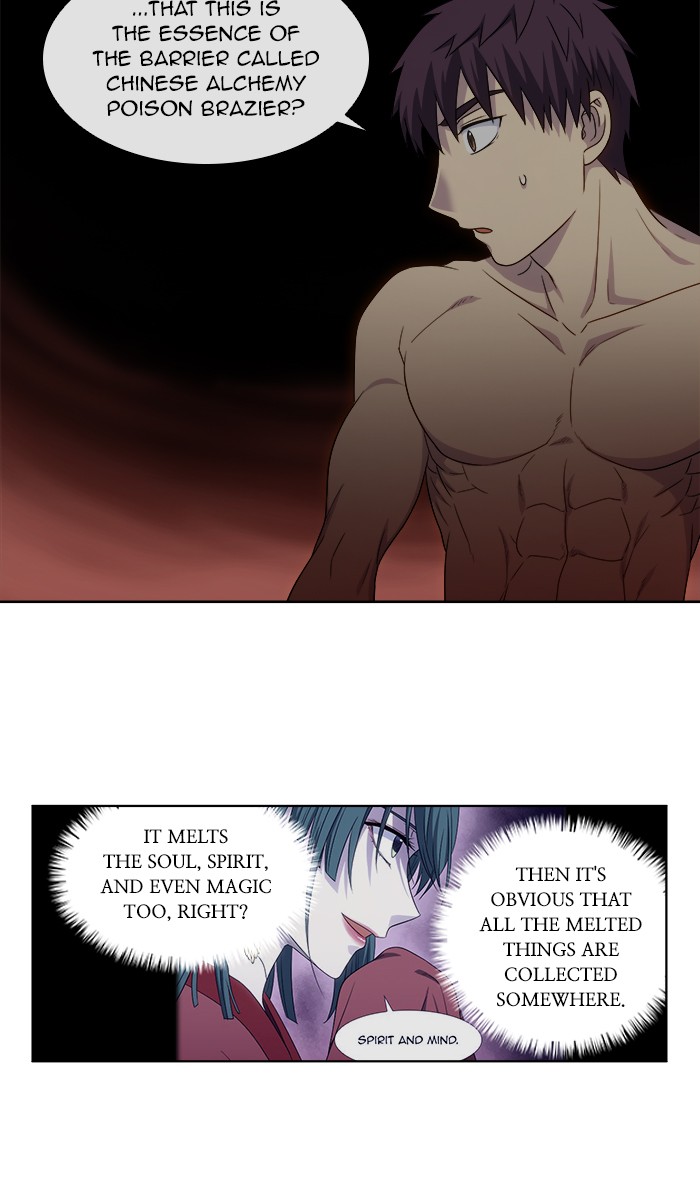 ...THAT THIS IS
THE ESSENCE OF
THE BARRIER CALLED
CHINESE ALCHEMY
POISON BRAZIER?
IT MELTS
THE SOUL, SPIRIT,
AND EVEN MAGIC
TOO, RIGHT?
THEN IT'S
OBVIOUS THAT
ALL THE MELTED
THINGS ARE
COLLECTED
SOMEWHERE.
SPIRIT AND MIND.